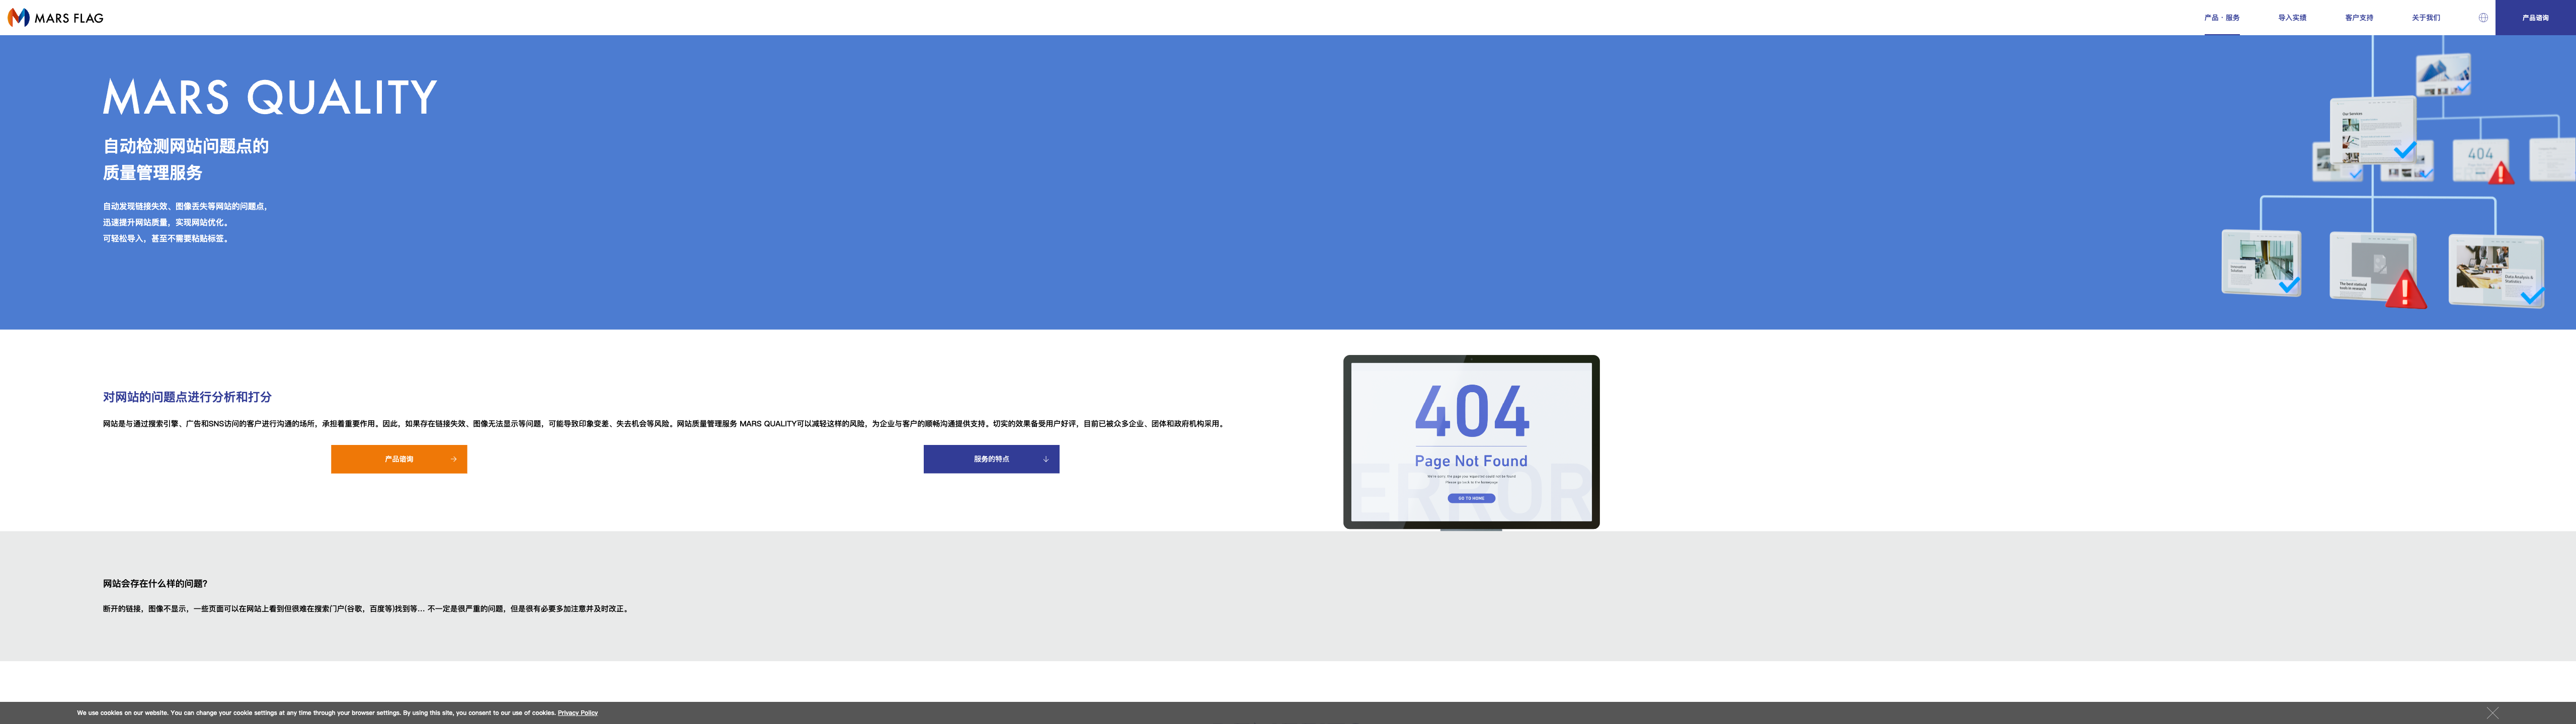 MARS FLAG
产品・服务
导入实绩
客户支持
关于我们
产品谘询
MARS QUALITY
自动检测网站问题点的
质量管理服务
自动发现链接失效、图像丢失等网站的问题点，
迅速提升网站质量，实现网站优化。
可轻松导入，甚至不需要粘贴标签。
Our Services
404
Innovative Solution
The best statical tools in research
Data Analysis & Statistics
对网站的问题点进行分析和打分
网站是与通过搜索引擎、广告和SNS访问的客户进行沟通的场所，承担着重要作用。因此，如果存在链接失效、图像无法显示等问题，可能导致印象变差、失去机会等风险。网站质量管理服务 MARS QUALITY可以减轻这样的风险，为企业与客户的顺畅沟通提供支持。切实的效果备受用户好评，目前已被众多企业、团体和政府机构采用。
产品谘询
服务的特点
404
Page Not Found
ERROR
GO TO HOME
网站会存在什么样的问题?
断开的链接，图像不显示，一些页面可以在网站上看到但很难在搜索门户(谷歌，百度等)找到等... 不一定是很严重的问题，但是很有必要多加注意并及时改正。
We use cookies on our website. You can change your cookie settings at any time through your browser settings. By using this site, you consent to our use of cookies. Privacy Policy